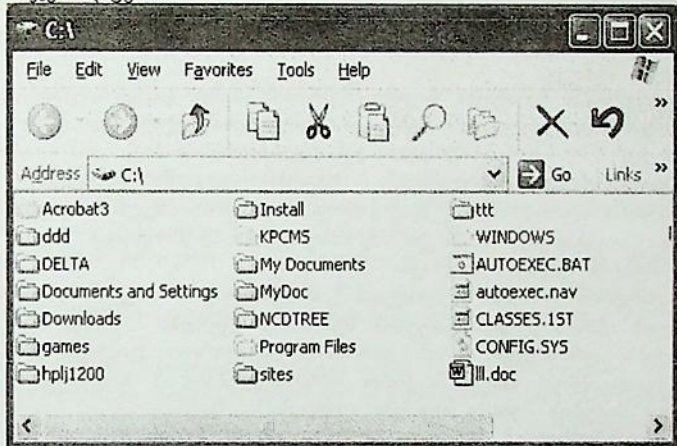 C:\
File Edit View Favorites Tools Help
Address C:\ Go Links
Acrobat3 Install ttt
ddd KPCMS WINDOWS
DELTA My Documents AUTOEXEC.BAT
Documents and Settings MyDoc autoexec.nav
Downloads NCDTREE CLASSES.1ST
games Program Files CONFIG.SYS
hplj1200 sites lll.doc